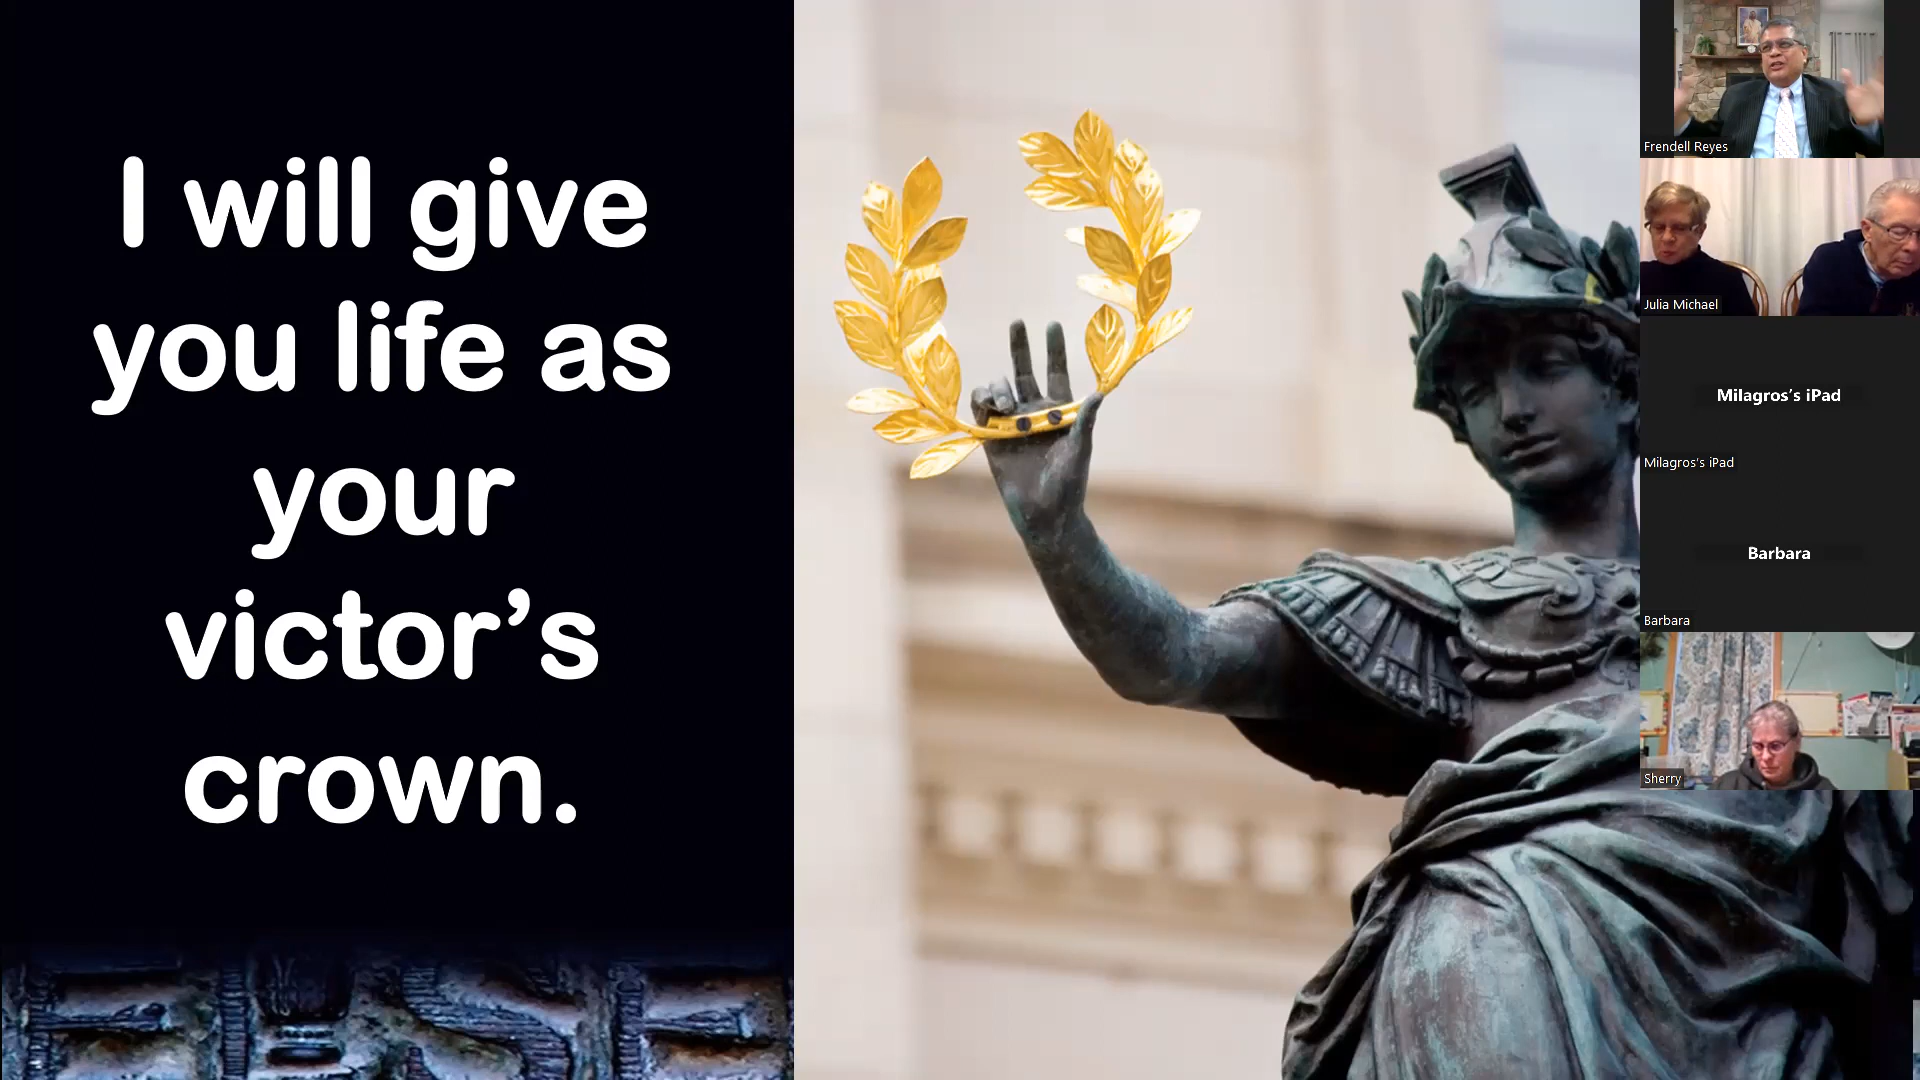 I will give
you life as
your
victor’s
crown.
Frendell Reyes
Julia Michael
Milagros’s iPad
Milagros's iPad
Barbara
Barbara
Sherry